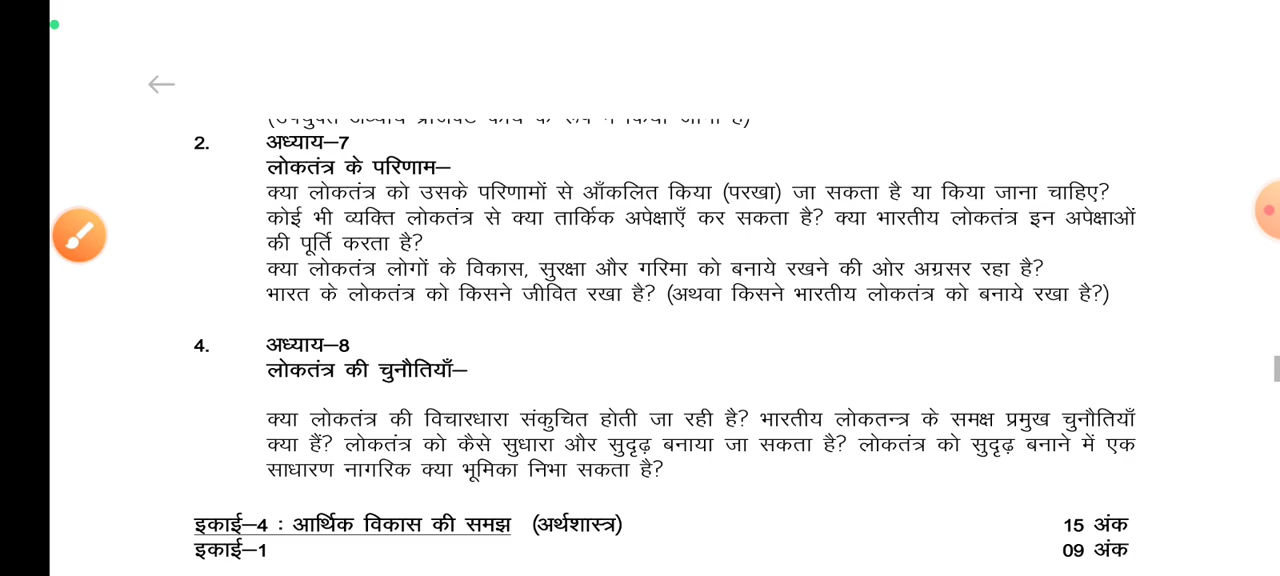 2. अध्याय–7
लोकतंत्र के परिणाम–
क्या लोकतंत्र को उसके परिणामों से आँकलित किया (परखा) जा सकता है या किया जाना चाहिए?
कोई भी व्यक्ति लोकतंत्र से क्या तार्किक अपेक्षाएँ कर सकता है? क्या भारतीय लोकतंत्र इन अपेक्षाओं
की पूर्ति करता है?
क्या लोकतंत्र लोगों के विकास, सुरक्षा और गरिमा को बनाये रखने की ओर अग्रसर रहा है?
भारत के लोकतंत्र को किसने जीवित रखा है? (अथवा किसने भारतीय लोकतंत्र को बनाये रखा है?)
4. अध्याय–8
लोकतंत्र की चुनौतियाँ–
क्या लोकतंत्र की विचारधारा संकुचित होती जा रही है? भारतीय लोकतन्त्र के समक्ष प्रमुख चुनौतियाँ
क्या हैं? लोकतंत्र को कैसे सुधारा और सुदृढ़ बनाया जा सकता है? लोकतंत्र को सुदृढ़ बनाने में एक
साधारण नागरिक क्या भूमिका निभा सकता है?
इकाई–4 : आर्थिक विकास की समझ (अर्थशास्त्र) 15 अंक
इकाई–1 09 अंक